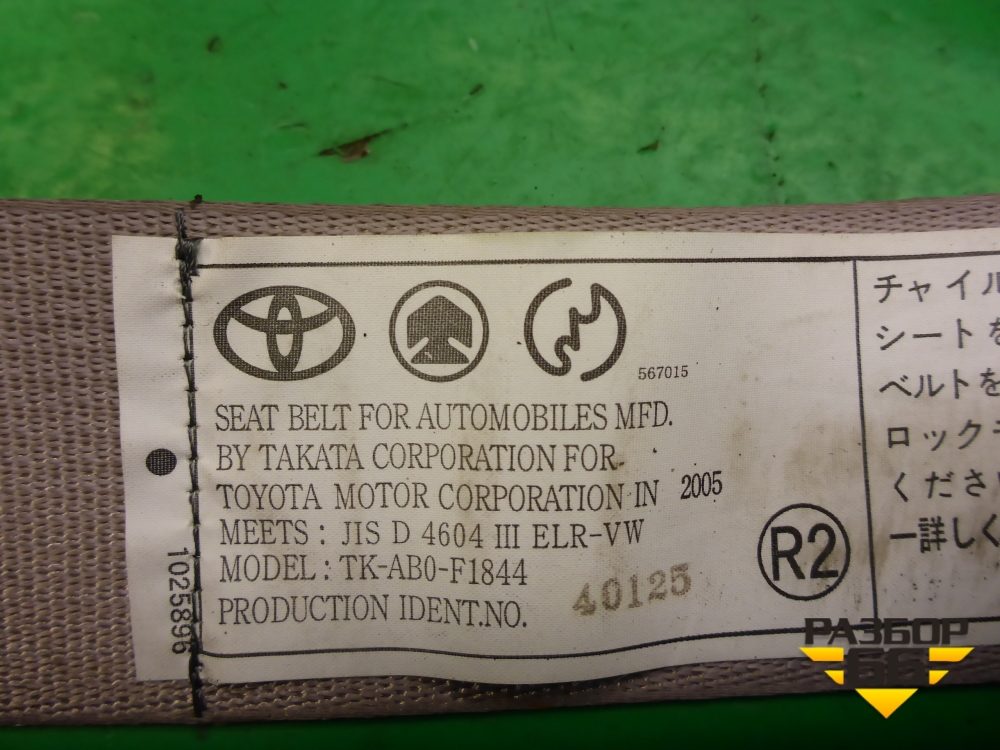 567015
SEAT BELT FOR AUTOMOBILES MFD.
BY TAKATA CORPORATION FOR
TOYOTA MOTOR CORPORATION IN 2005
MEETS : JIS D 4604 III ELR-VW
MODEL : TK-AB0-F1844
PRODUCTION IDENT.NO. 40125
R2
1025896
チャイル
シートを
ベルトを
ロック
くださ
ー詳しく
РАЗБОР
66